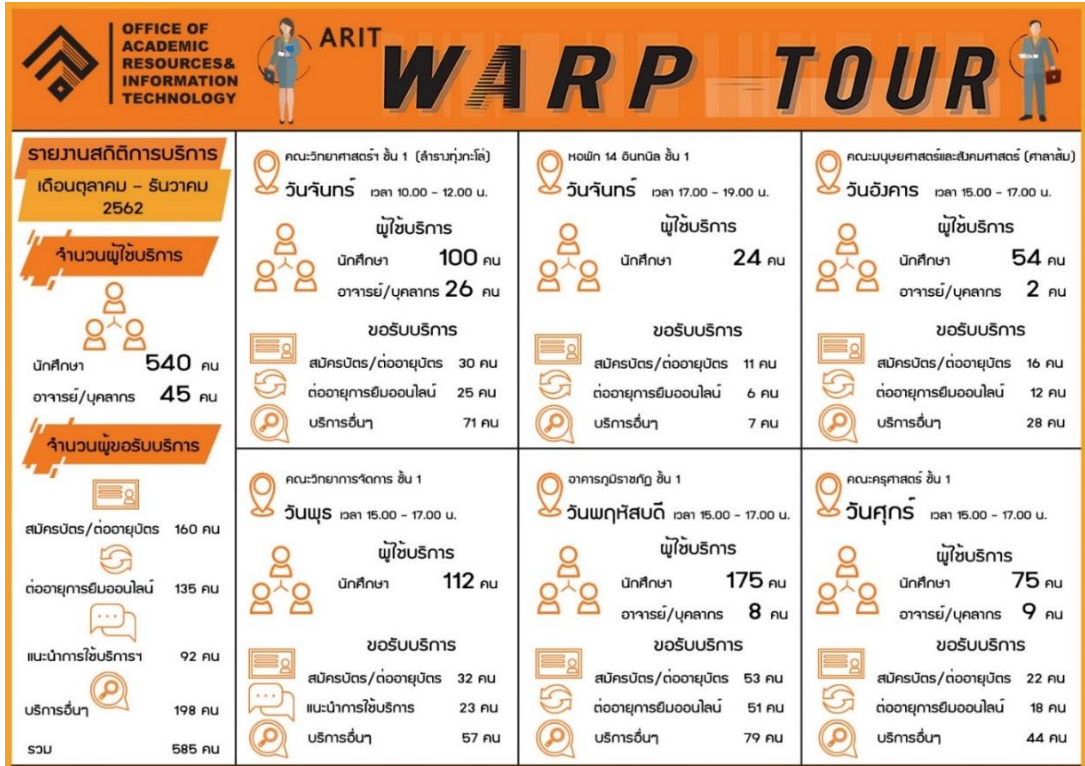 OFFICE OF
ACADEMIC
RESOURCES&
INFORMATION
TECHNOLOGY
ARIT
WARP TOUR
รายงานสถิติการบริการ
เดือนตุลาคม – ธันวาคม
2562
จำนวนผู้ใช้บริการ
นักศึกษา 540 คน
อาจารย์/บุคลากร 45 คน
จำนวนผู้ขอรับบริการ
สมัครบัตร/ต่ออายุบัตร 160 คน
ต่ออายุการยืมออนไลน์ 135 คน
แนะนำการใช้บริการฯ 92 คน
บริการอื่นๆ 198 คน
รวม 585 คน
คณะวิทยาศาสตร์ฯ ชั้น 1 (ลำรางทุ่งกะโล่)
วันจันทร์ เวลา 10.00 – 12.00 น.
ผู้ใช้บริการ
นักศึกษา 100 คน
อาจารย์/บุคลากร 26 คน
ขอรับบริการ
สมัครบัตร/ต่ออายุบัตร 30 คน
ต่ออายุการยืมออนไลน์ 25 คน
บริการอื่นๆ 71 คน
หอพัก 14 อินทนิล ชั้น 1
วันจันทร์ เวลา 17.00 – 19.00 น.
ผู้ใช้บริการ
นักศึกษา 24 คน
ขอรับบริการ
สมัครบัตร/ต่ออายุบัตร 11 คน
ต่ออายุการยืมออนไลน์ 6 คน
บริการอื่นๆ 7 คน
คณะมนุษยศาสตร์และสังคมศาสตร์ (ศาลาส้ม)
วันอังคาร เวลา 15.00 – 17.00 น.
ผู้ใช้บริการ
นักศึกษา 54 คน
อาจารย์/บุคลากร 2 คน
ขอรับบริการ
สมัครบัตร/ต่ออายุบัตร 16 คน
ต่ออายุการยืมออนไลน์ 12 คน
บริการอื่นๆ 28 คน
คณะวิทยาการจัดการ ชั้น 1
วันพุธ เวลา 15.00 – 17.00 น.
ผู้ใช้บริการ
นักศึกษา 112 คน
ขอรับบริการ
สมัครบัตร/ต่ออายุบัตร 32 คน
แนะนำการใช้บริการ 23 คน
บริการอื่นๆ 57 คน
อาคารภูมิราชภัฏ ชั้น 1
วันพฤหัสบดี เวลา 15.00 – 17.00 น.
ผู้ใช้บริการ
นักศึกษา 175 คน
อาจารย์/บุคลากร 8 คน
ขอรับบริการ
สมัครบัตร/ต่ออายุบัตร 53 คน
ต่ออายุการยืมออนไลน์ 51 คน
บริการอื่นๆ 79 คน
คณะครุศาสตร์ ชั้น 1
วันศุกร์ เวลา 15.00 – 17.00 น.
ผู้ใช้บริการ
นักศึกษา 75 คน
อาจารย์/บุคลากร 9 คน
ขอรับบริการ
สมัครบัตร/ต่ออายุบัตร 22 คน
ต่ออายุการยืมออนไลน์ 18 คน
บริการอื่นๆ 44 คน